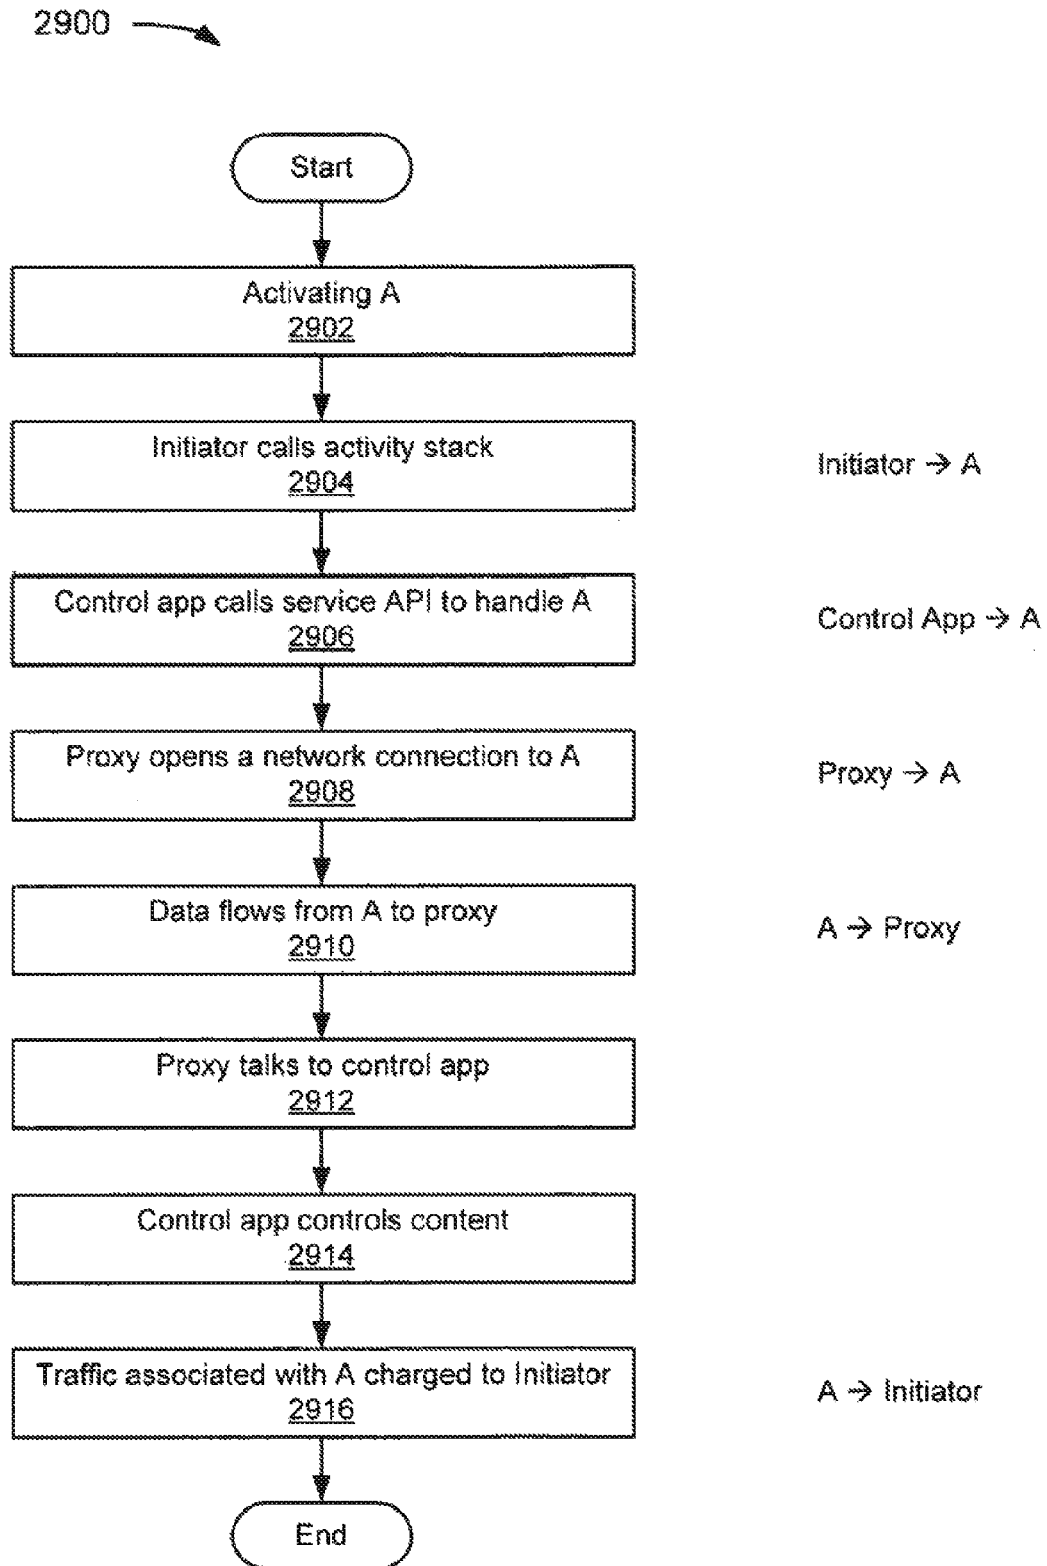 2900
Start
Activating A
2902
Initiator calls activity stack
2904
Initiator → A
Control app calls service API to handle A
2906
Control App → A
Proxy opens a network connection to A
2908
Proxy → A
Data flows from A to proxy
2910
A → Proxy
Proxy talks to control app
2912
Control app controls content
2914
Traffic associated with A charged to Initiator
2916
A → Initiator
End